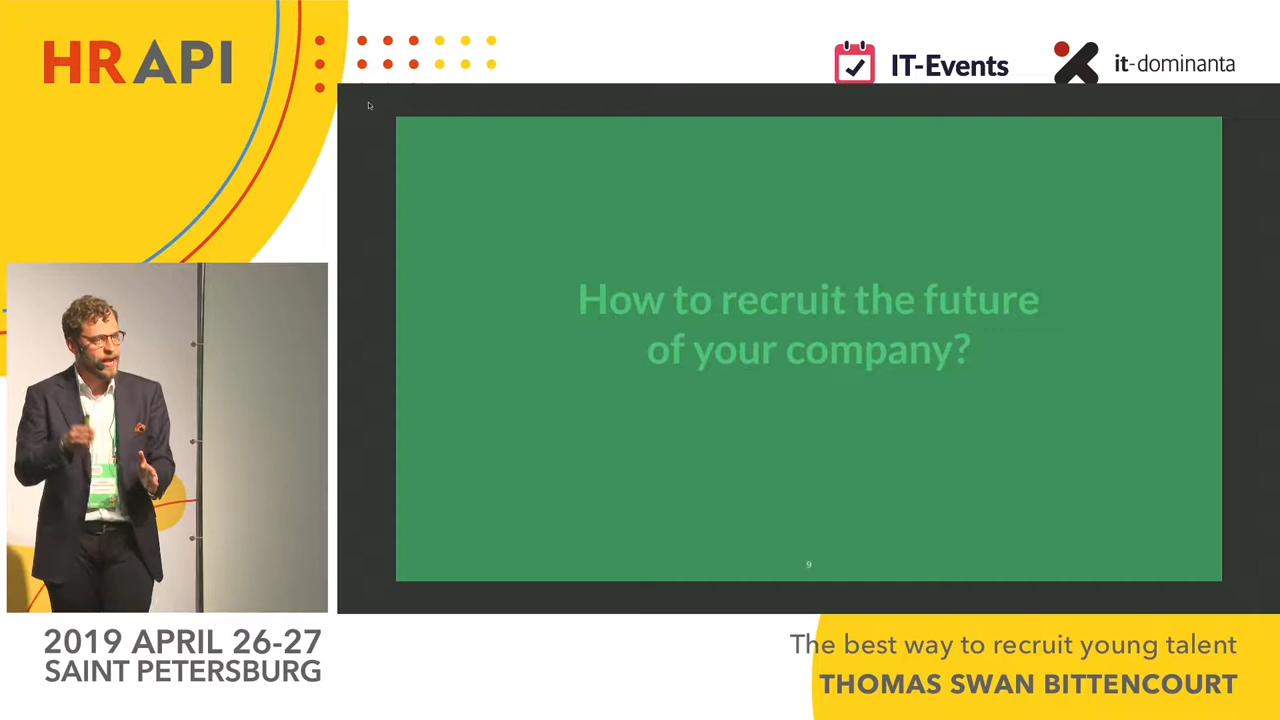 HR API
IT-Events
it-dominanta
How to recruit the future
of your company?
9
2019 APRIL 26-27
SAINT PETERSBURG
The best way to recruit young talent
THOMAS SWAN BITTENCOURT